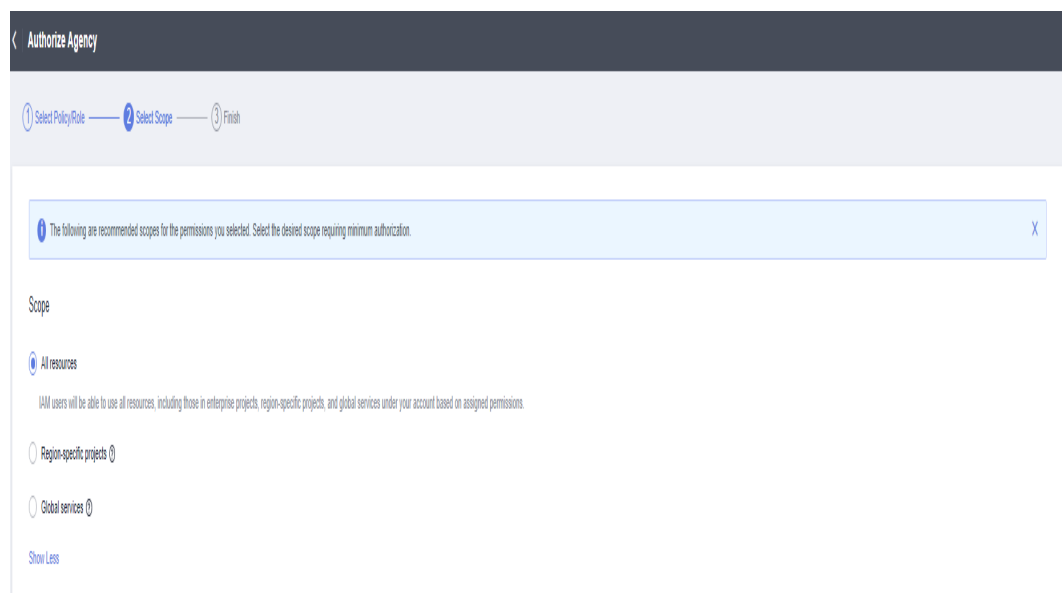 Authorize Agency
1 Select Policy/Role 2 Select Scope 3 Finish
The following are recommended scopes for the permissions you selected. Select the desired scope requiring minimum authorization.
Scope
All resources
IAM users will be able to use all resources, including those in enterprise projects, region-specific projects, and global services under your account based on assigned permissions.
Region-specific projects
Global services
Show Less